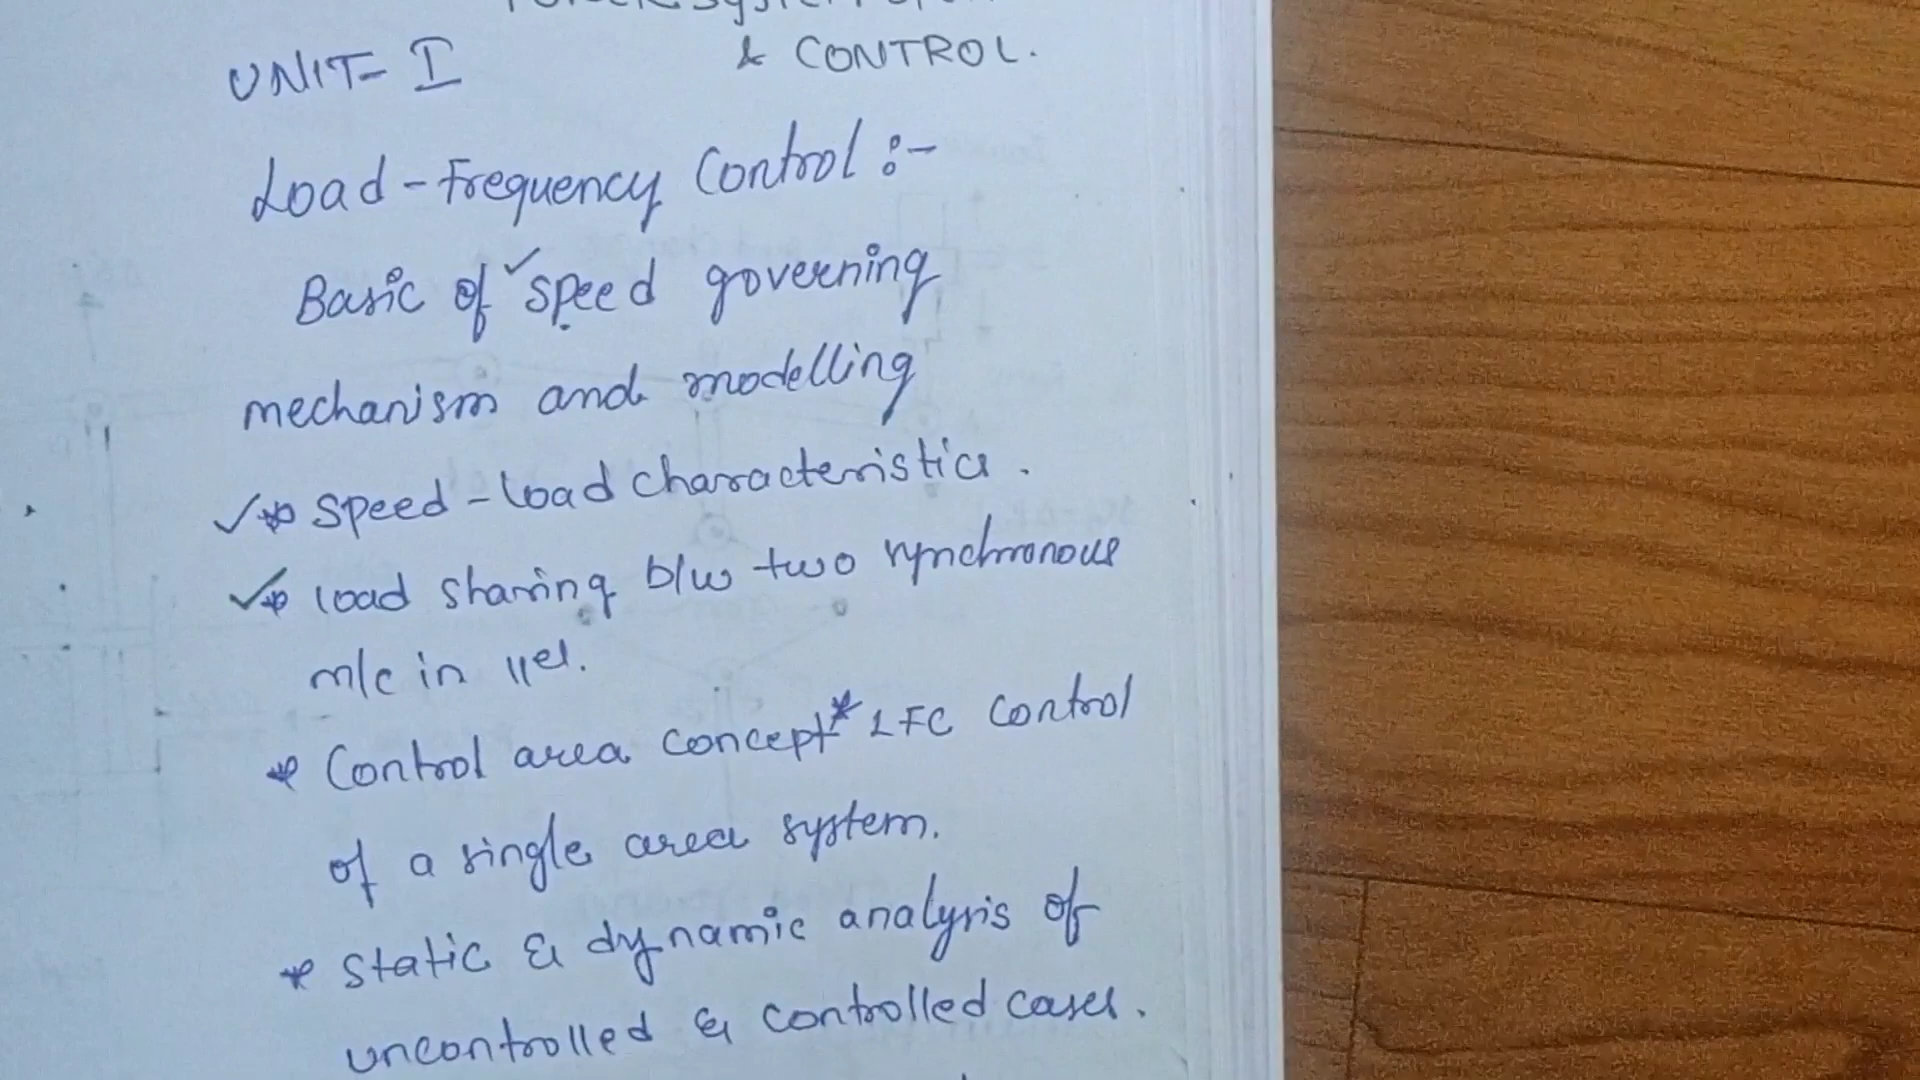 UNIT- I
& CONTROL.
Load-Frequency Control :-
Basic of speed governing
mechanism and modelling
speed-load characteristics.
load sharing b/w two synchronous
m/c in llel.
* Control area concept * LFC control
of a single area system.
* static & dynamic analysis of
uncontrolled & controlled cases.